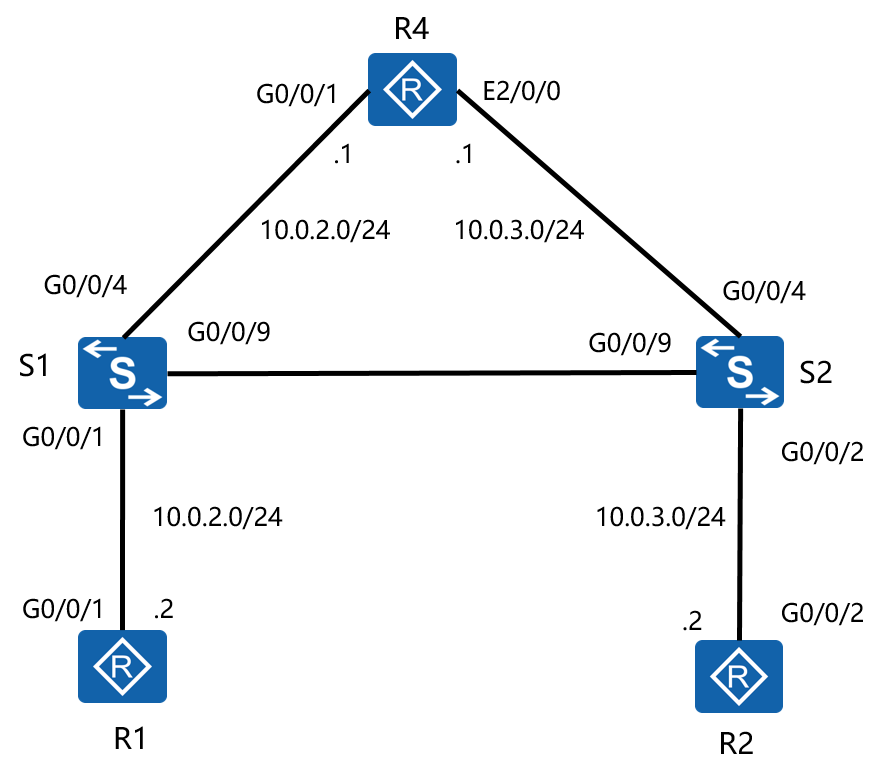 R4
G0/0/1
E2/0/0
.1
.1
10.0.2.0/24
10.0.3.0/24
G0/0/4
G0/0/4
G0/0/9
G0/0/9
S1
S
S
S2
G0/0/1
G0/0/2
10.0.2.0/24
10.0.3.0/24
G0/0/1
.2
.2
G0/0/2
R
R
R
R1
R2